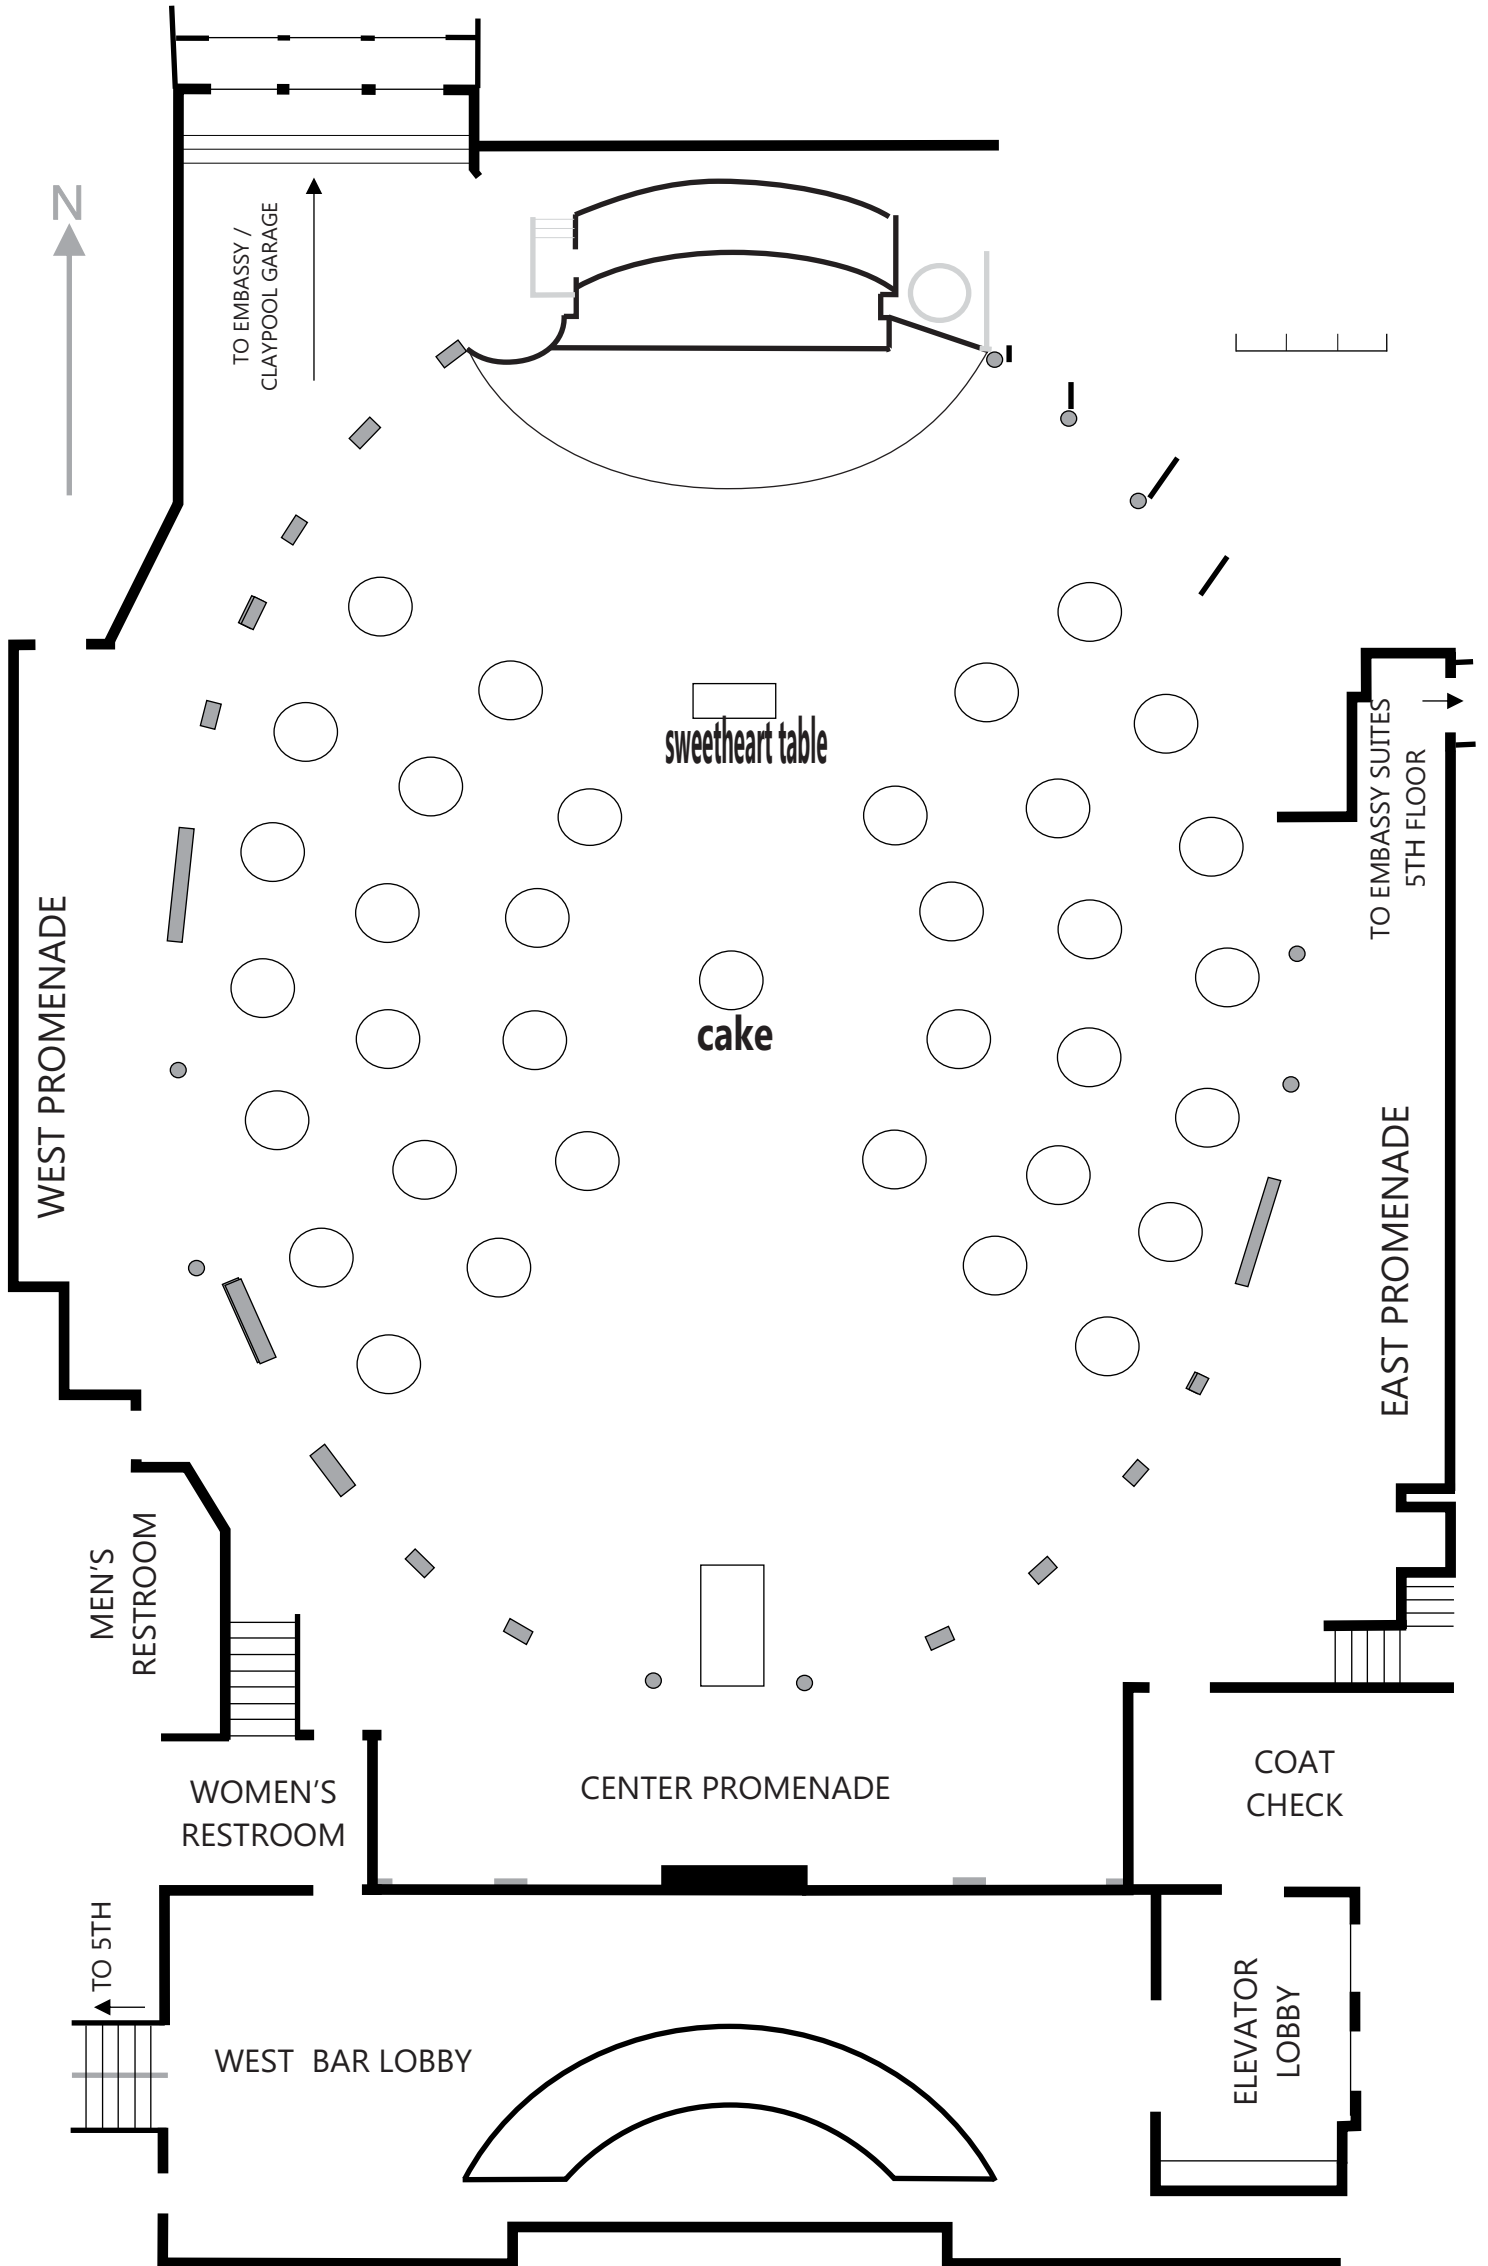 N
TO EMBASSY /
CLAYPOOL GARAGE
sweetheart table
TO EMBASSY SUITES
5TH FLOOR
WEST PROMENADE
cake
EAST PROMENADE
MEN'S
RESTROOM
WOMEN'S
RESTROOM
CENTER PROMENADE
COAT
CHECK
TO 5TH
WEST BAR LOBBY
ELEVATOR
LOBBY